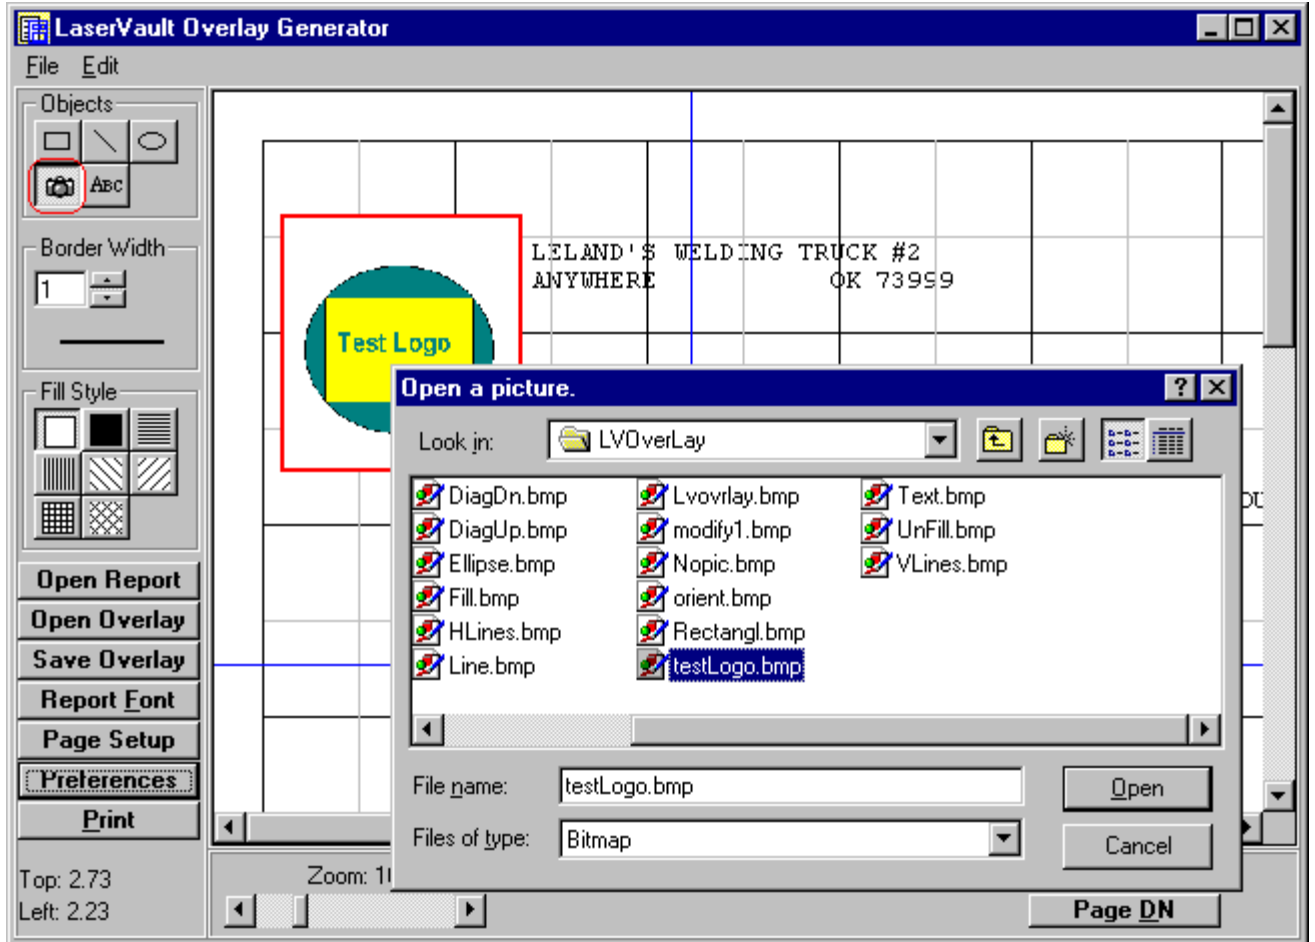 LaserVault Overlay Generator
File Edit
Objects
ABC
Border Width
1
Fill Style
Open Report
Open Overlay
Save Overlay
Report Font
Page Setup
Preferences
Print
Top: 2.73
Left: 2.23
LELAND'S WELDING TRUCK #2
ANYWHERE OK 73999
Test Logo
Open a picture.
?
Look in: LVOverLay
DiagDn.bmp Lvovrlay.bmp Text.bmp
DiagUp.bmp modify1.bmp UnFill.bmp
Ellipse.bmp Nopic.bmp VLines.bmp
Fill.bmp orient.bmp
HLines.bmp Rectangl.bmp
Line.bmp testLogo.bmp
File name: testLogo.bmp Open
Files of type: Bitmap Cancel
Zoom:
Page DN